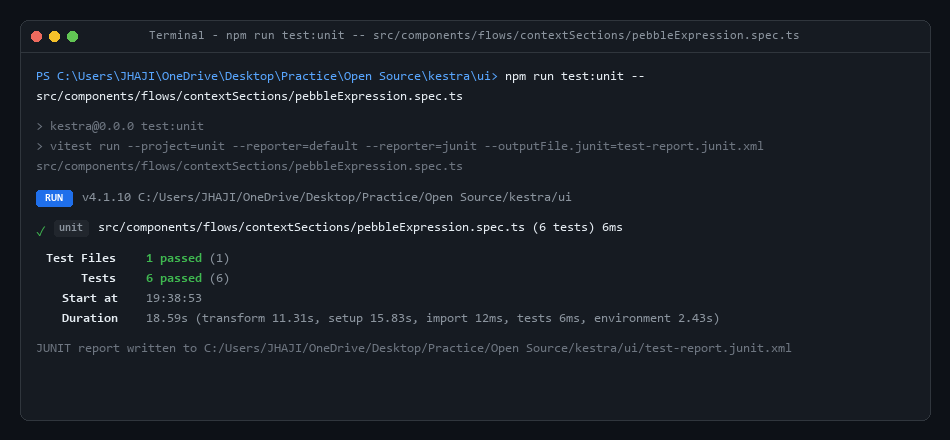 Terminal - npm run test:unit -- src/components/flows/contextSections/pebbleExpression.spec.ts
PS C:\Users\JHAJI\OneDrive\Desktop\Practice\Open Source\kestra\ui> npm run test:unit --
src/components/flows/contextSections/pebbleExpression.spec.ts
> kestra@0.0.0 test:unit
> vitest run --project=unit --reporter=default --reporter=junit --outputFile.junit=test-report.junit.xml
src/components/flows/contextSections/pebbleExpression.spec.ts
RUN v4.1.10 C:/Users/JHAJI/OneDrive/Desktop/Practice/Open Source/kestra/ui
✓ unit src/components/flows/contextSections/pebbleExpression.spec.ts (6 tests) 6ms
Test Files 1 passed (1)
Tests 6 passed (6)
Start at 19:38:53
Duration 18.59s (transform 11.31s, setup 15.83s, import 12ms, tests 6ms, environment 2.43s)
JUNIT report written to C:/Users/JHAJI/OneDrive/Desktop/Practice/Open Source/kestra/ui/test-report.junit.xml